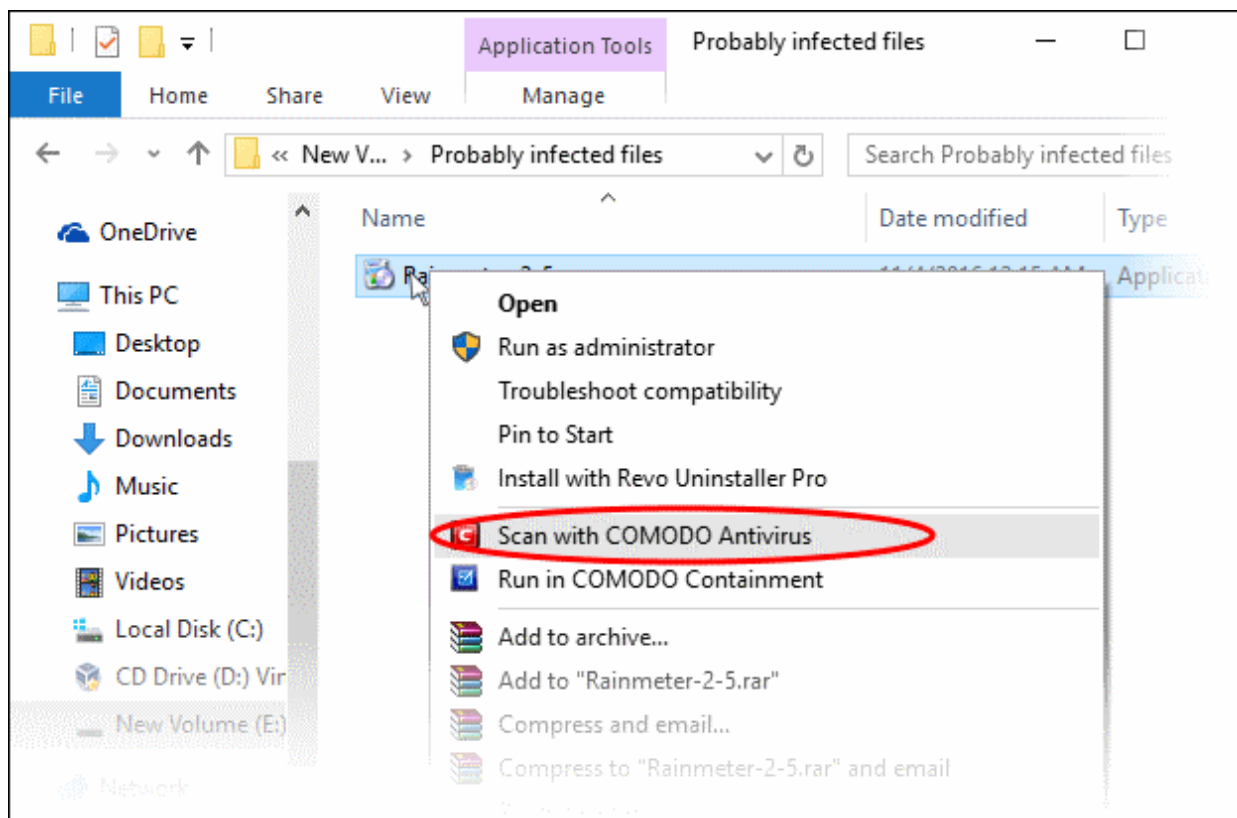 Application Tools
Probably infected files
File
Home
Share
View
Manage
« New V... > Probably infected files
Search Probably infected files
Name
Date modified
Type
OneDrive
This PC
Desktop
Documents
Downloads
Music
Pictures
Videos
Local Disk (C:)
CD Drive (D:) Vir
New Volume (E:)
Network
Open
Run as administrator
Troubleshoot compatibility
Pin to Start
Install with Revo Uninstaller Pro
Scan with COMODO Antivirus
Run in COMODO Containment
Add to archive...
Add to "Rainmeter-2-5.rar"
Compress and email...
Compress to "Rainmeter-2-5.rar" and email